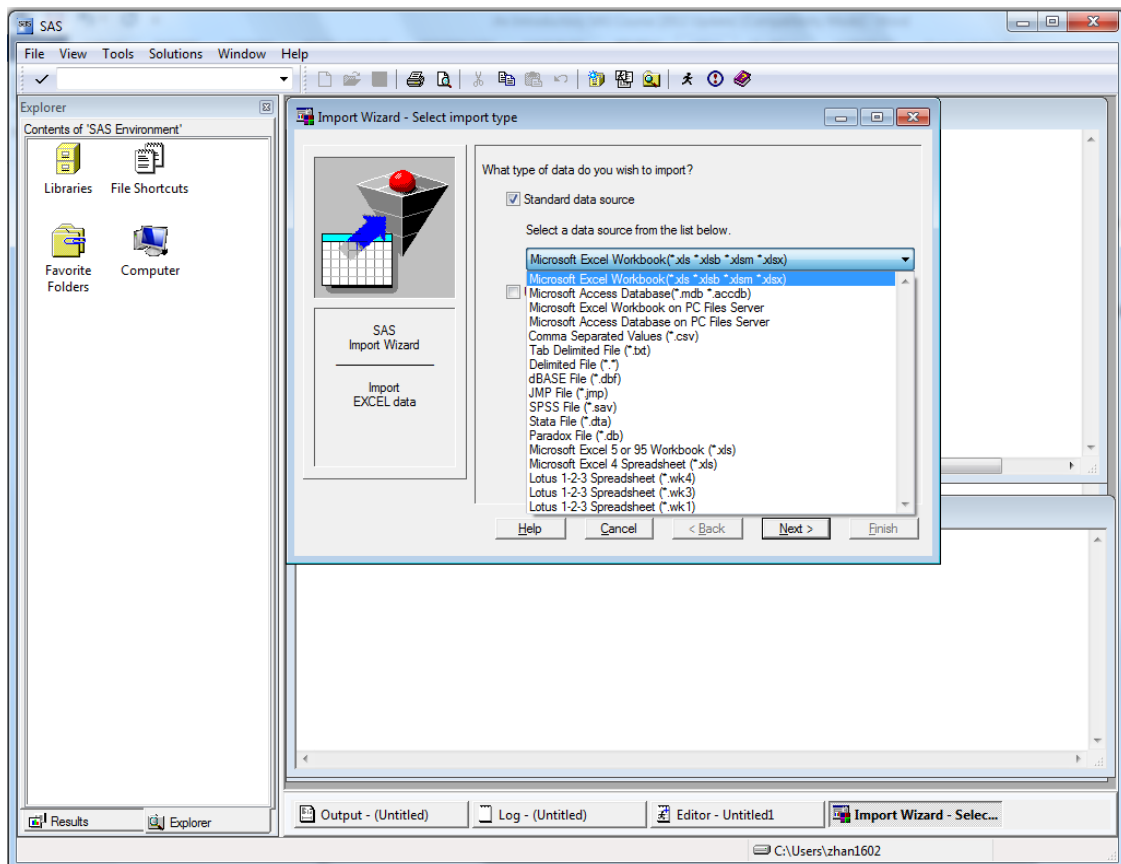 SAS
File View Tools Solutions Window Help
Explorer
Contents of 'SAS Environment'
Libraries
File Shortcuts
Favorite
Folders
Computer
Import Wizard - Select import type
SAS
Import Wizard
Import
EXCEL data
What type of data do you wish to import?
Standard data source
Select a data source from the list below.
Microsoft Excel Workbook(*.xls *.xlsb *.xlsm *.xlsx)
Microsoft Excel Workbook(*.xls *.xlsb *.xlsm *.xlsx)
Microsoft Access Database(*.mdb *.accdb)
Microsoft Excel Workbook on PC Files Server
Microsoft Access Database on PC Files Server
Comma Separated Values (*.csv)
Tab Delimited File (*.txt)
Delimited File (*.*)
dBASE File (*.dbf)
JMP File (*.jmp)
SPSS File (*.sav)
Stata File (*.dta)
Paradox File (*.db)
Microsoft Excel 5 or 95 Workbook (*.xls)
Microsoft Excel 4 Spreadsheet (*.xls)
Lotus 1-2-3 Spreadsheet (*.wk4)
Lotus 1-2-3 Spreadsheet (*.wk3)
Lotus 1-2-3 Spreadsheet (*.wk1)
Help Cancel < Back Next > Finish
Results Explorer
Output - (Untitled) Log - (Untitled) Editor - Untitled1 Import Wizard - Selec...
C:\Users\zhan1602